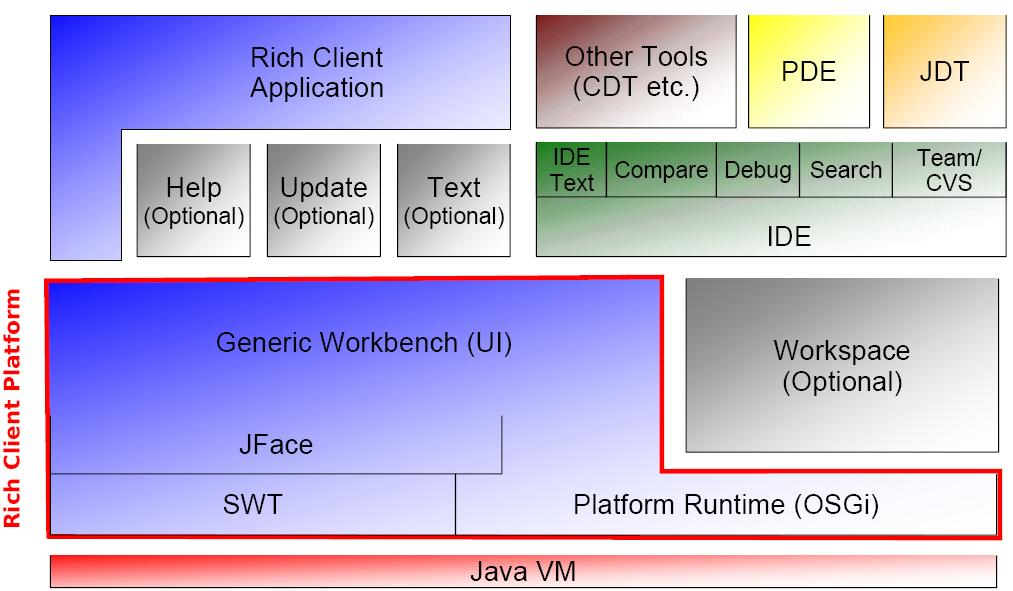 Rich Client
Application
Other Tools
(CDT etc.)
PDE
JDT
Help
(Optional)
Update
(Optional)
Text
(Optional)
IDE
Text
Compare
Debug
Search
Team/
CVS
IDE
Rich Client Platform
Generic Workbench (UI)
Workspace
(Optional)
JFace
SWT
Platform Runtime (OSGi)
Java VM